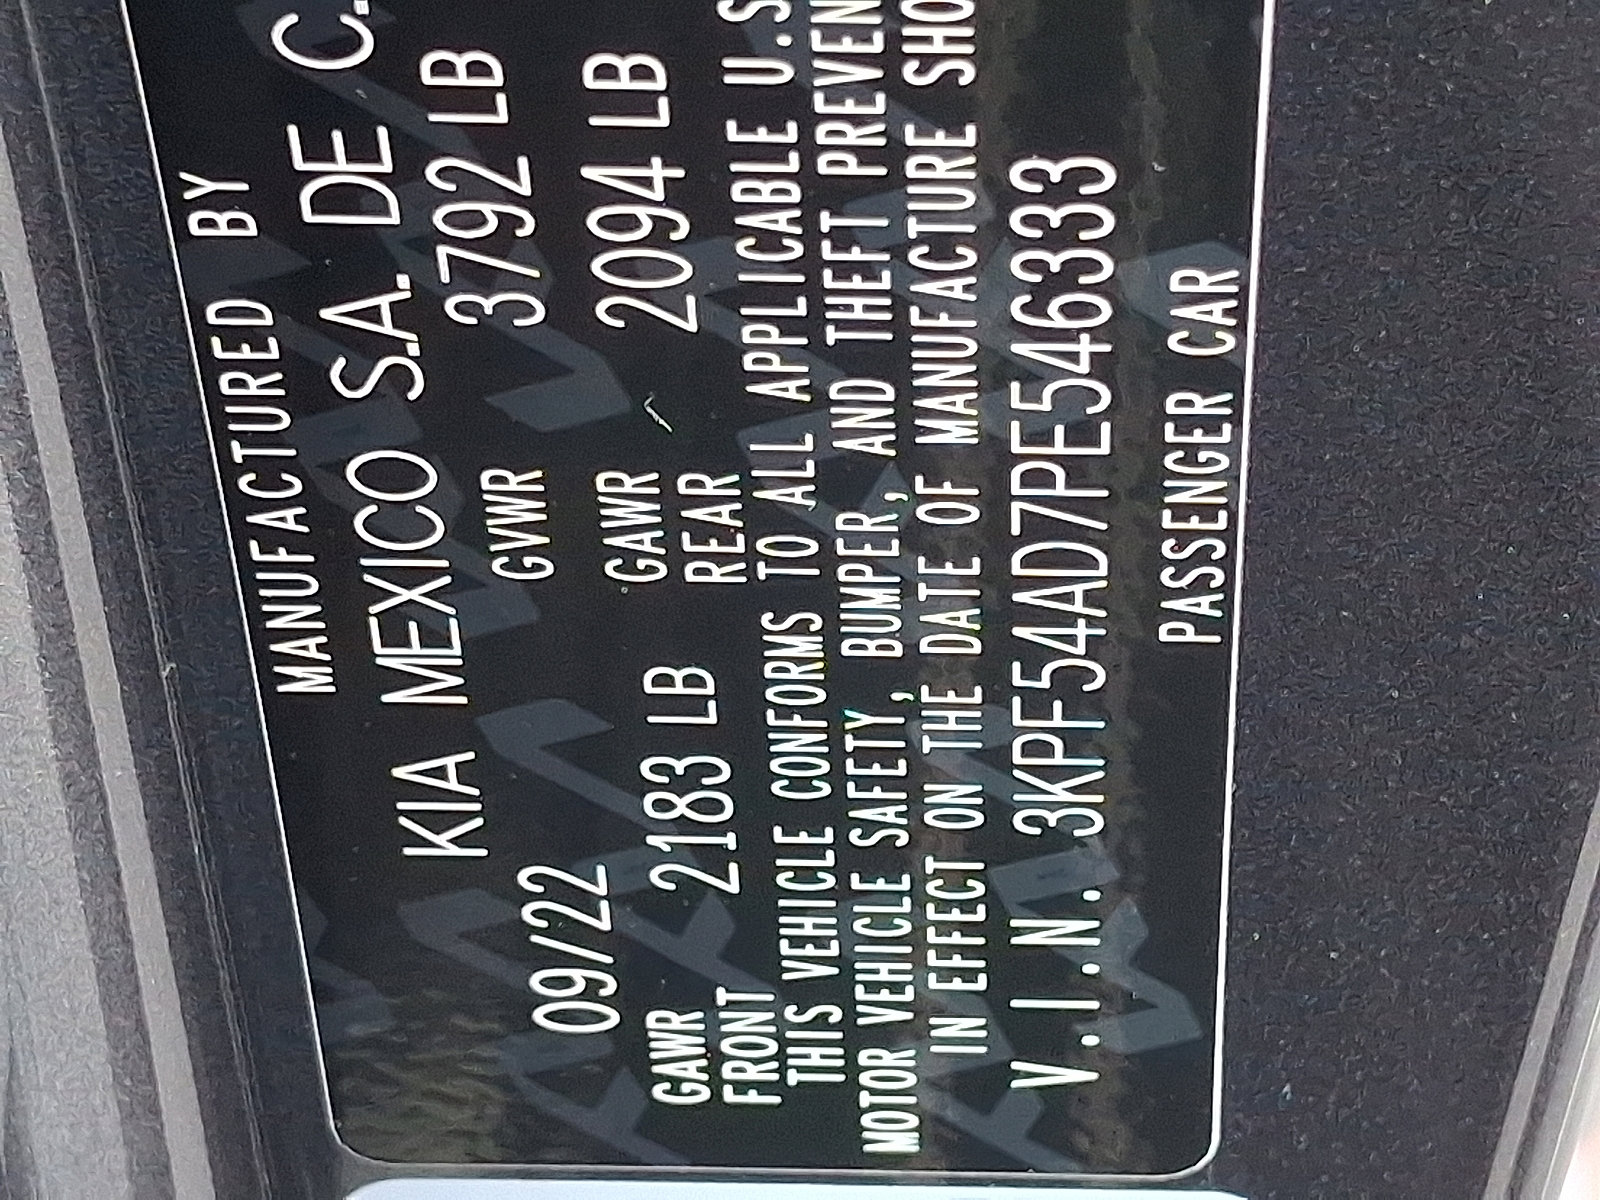 MANUFACTURED BY
KIA MEXICO S.A. DE C.
09/22 GVWR 3792 LB
GAWR FRONT 2183 LB GAWR REAR 2094 LB
THIS VEHICLE CONFORMS TO ALL APPLICABLE U.S
MOTOR VEHICLE SAFETY, BUMPER, AND THEFT PREVEN
IN EFFECT ON THE DATE OF MANUFACTURE SHO
V.I.N. 3KPF54AD7PE546333
PASSENGER CAR